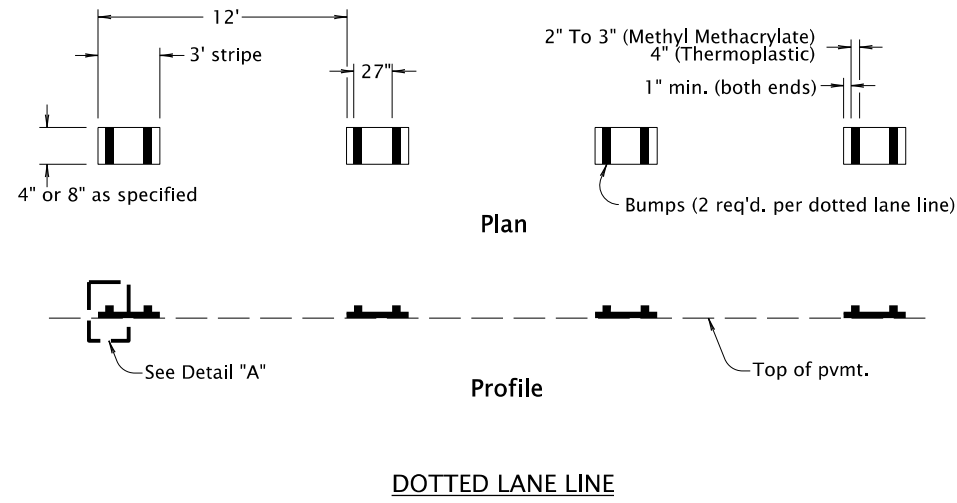 12'
3' stripe
27"
2" To 3" (Methyl Methacrylate)
4" (Thermoplastic)
1" min. (both ends)
4" or 8" as specified
Bumps (2 req'd. per dotted lane line)
Plan
See Detail "A"
Top of pvmt.
Profile
DOTTED LANE LINE